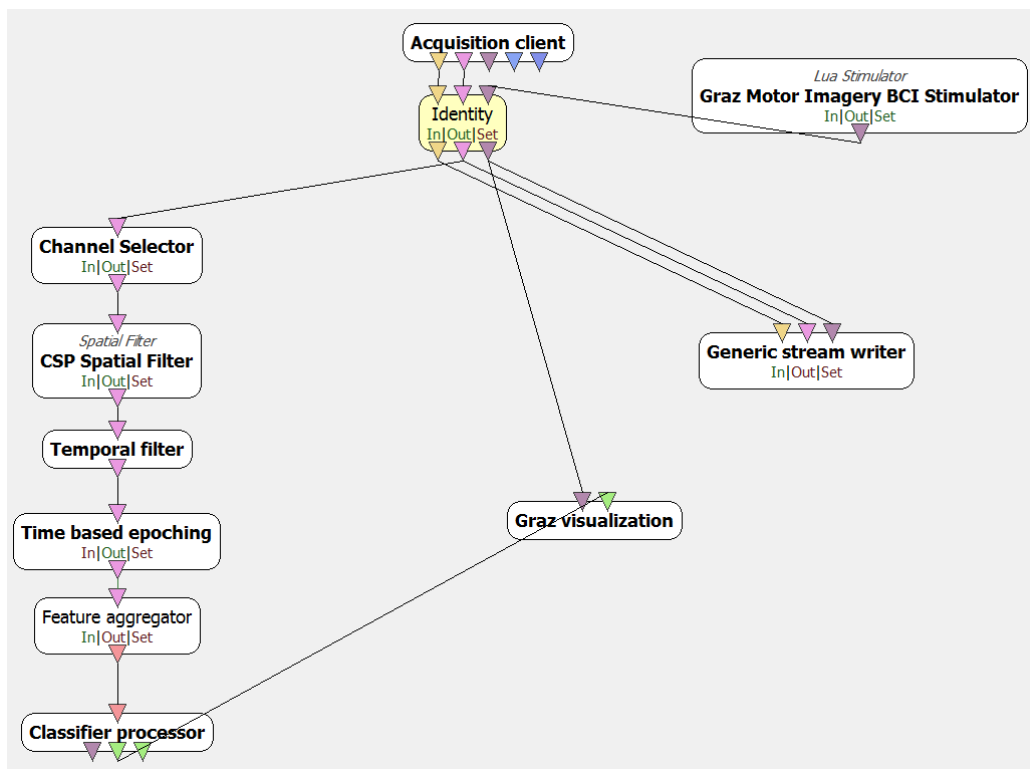 Acquisition client
Lua Stimulator
Graz Motor Imagery BCI Stimulator
In|Out|Set
Identity
In|Out|Set
Channel Selector
In|Out|Set
Spatial Filter
CSP Spatial Filter
In|Out|Set
Generic stream writer
In|Out|Set
Temporal filter
Time based epoching
In|Out|Set
Graz visualization
Feature aggregator
In|Out|Set
Classifier processor